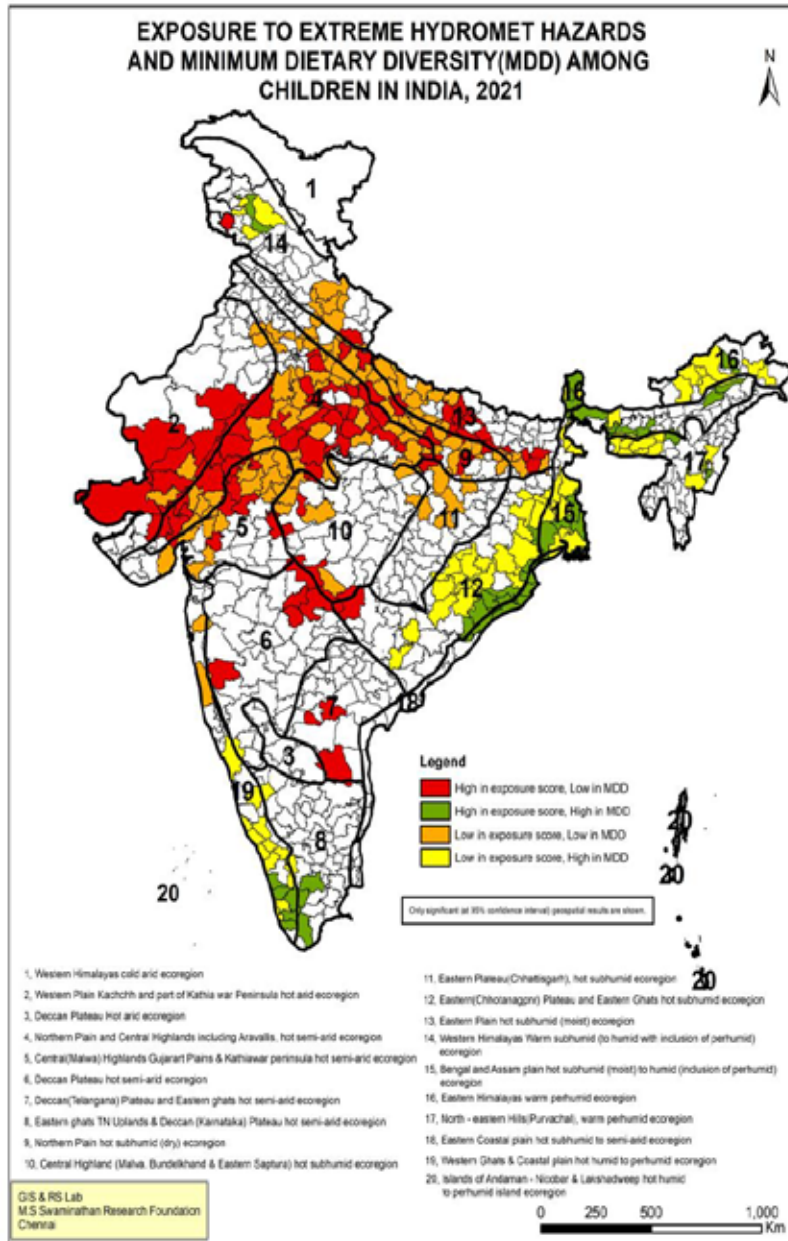 EXPOSURE TO EXTREME HYDROMET HAZARDS
AND MINIMUM DIETARY DIVERSITY(MDD) AMONG
CHILDREN IN INDIA, 2021
N
1
14
16
16
2
4
13
9
17
5
10
11
15
12
6
18
7
3
19
8
20
20
20
20
Legend
High in exposure score, Low in MDD
High in exposure score, High in MDD
Low in exposure score, Low in MDD
Low in exposure score, High in MDD
Only significant (at 95% confidence interval) geospatial results are shown.
1, Western Himalayas cold arid ecoregion
2, Western Plain Kachchh and part of Kathia war Peninsula hot arid ecoregion
3, Deccan Plateau Hot arid ecoregion
4, Northern Plain and Central Highlands including Aravallis, hot semi-arid ecoregion
5, Central(Malwa) Highlands Gujarart Plains & Kathiawar peninsula hot semi-arid ecoregion
6, Deccan Plateau hot semi-arid ecoregion
7, Deccan(Telangana) Plateau and Eastern ghats hot semi-arid ecoregion
8, Eastern ghats TN Uplands & Deccan (Karnataka) Plateau hot semi-arid ecoregion
9, Northern Plain hot subhumid (dry) ecoregion
10, Central Highland (Malva, Bundelkhand & Eastern Saptura) hot subhumid ecoregion
11, Eastern Plateau(Chhattisgarh), hot subhumid ecoregion
12, Eastern(Chhotanagpnr) Plateau and Eastern Ghats hot subhumid ecoregion
13, Eastern Plain hot subhumid (moist) ecoregion
14, Western Himalayas Warm subhumid (to humid with inclusion of perhumid)
ecoregion
15, Bengal and Assam plain hot subhumid (moist) to humid (inclusion of perhumid)
ecoregion
16, Eastern Himalayas warm perhumid ecoregion
17, North - eastern Hills(Purvachal), warm perhumid ecoregion
18, Eastern Coastal plain hot subhumid to semi-arid ecoregion
19, Western Ghats & Coastal plain hot humid to perhumid ecoregion
20, Islands of Andaman - Nicober & Lakshadweep hot humid
to perhumid island ecoregion
GIS & RS Lab
M.S Swaminathan Research Foundation
Chennai
0 250 500 1,000
Km